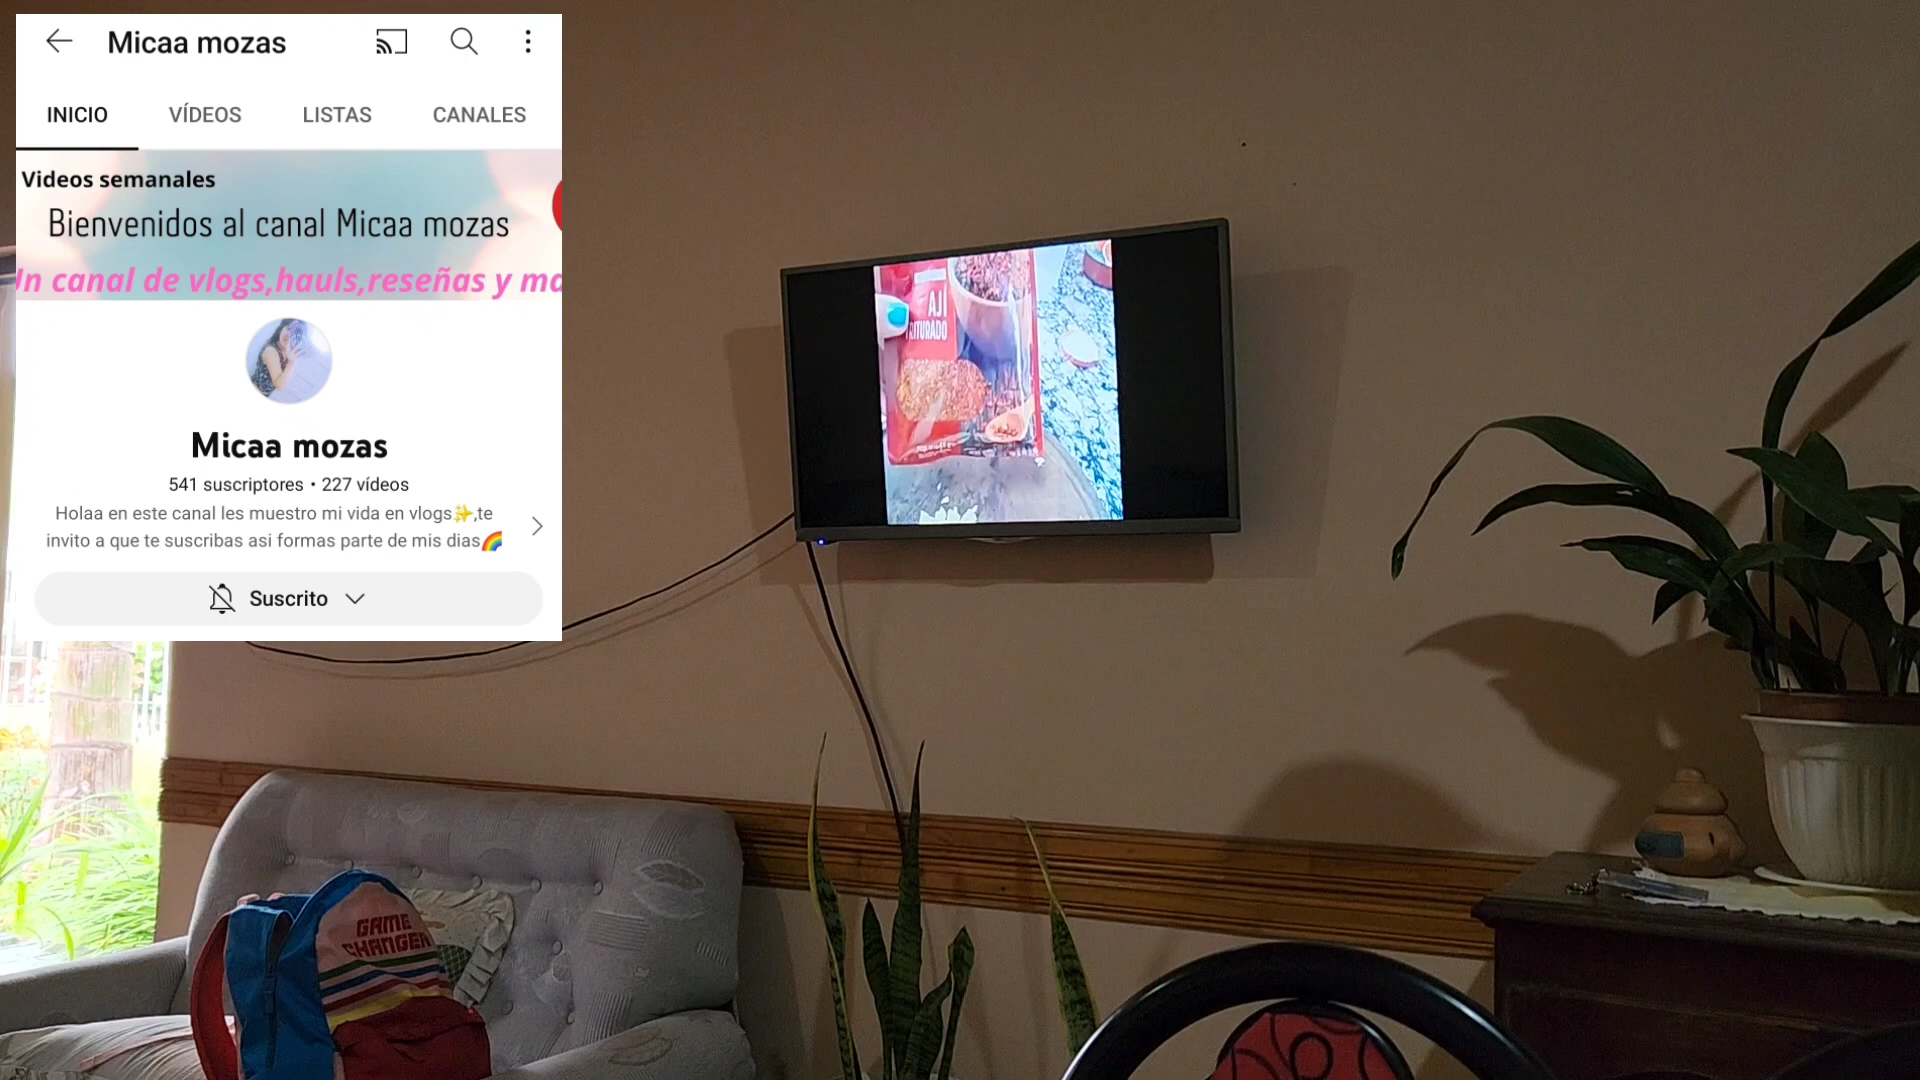 Micaa mozas
INICIO VÍDEOS LISTAS CANALES
Videos semanales
Bienvenidos al canal Micaa mozas
Un canal de vlogs,hauls,reseñas y
Micaa mozas
541 suscriptores • 227 vídeos
Holaa en este canal les muestro mi vida en vlogs✨,te
invito a que te suscribas asi formas parte de mis dias🌈
Suscrito
AJÍ
TRITURADO
GAME
CHANGER